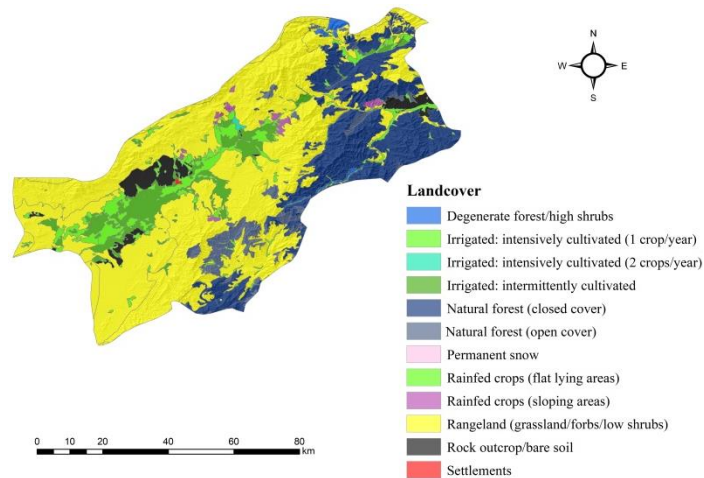 N
W E
S
Landcover
Degenerate forest/high shrubs
Irrigated: intensively cultivated (1 crop/year)
Irrigated: intensively cultivated (2 crops/year)
Irrigated: intermittently cultivated
Natural forest (closed cover)
Natural forest (open cover)
Permanent snow
Rainfed crops (flat lying areas)
Rainfed crops (sloping areas)
Rangeland (grassland/forbs/low shrubs)
Rock outcrop/bare soil
Settlements
0 10 20 40 60 80
km